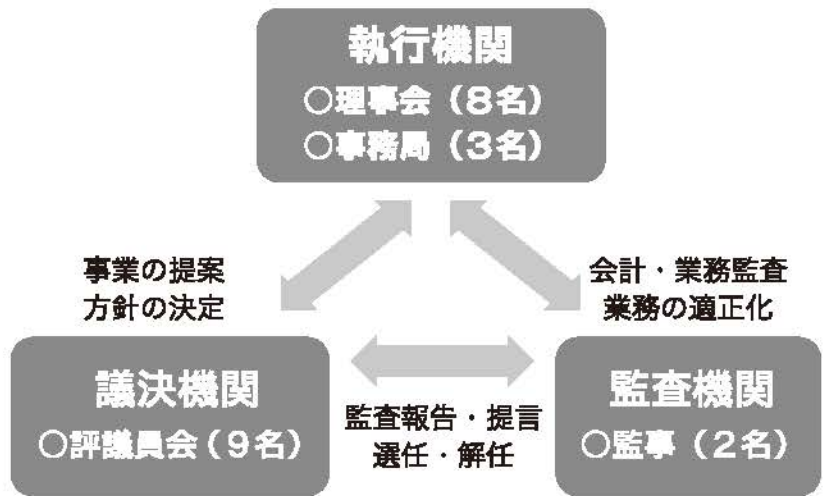 執行機関
○理事会（8名）
○事務局（3名）
事業の提案
方針の決定
会計・業務監査
業務の適正化
議決機関
○評議員会（9名）
監査報告・提言
選任・解任
監査機関
○監事（2名）